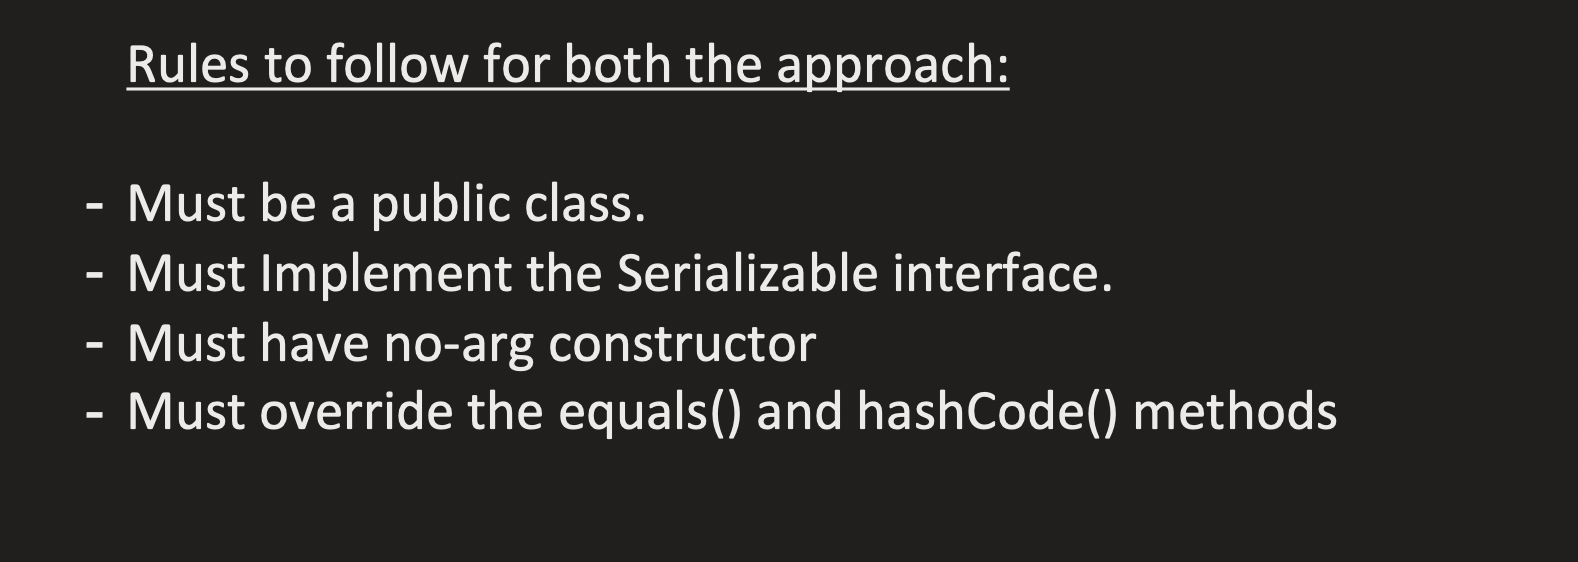 Rules to follow for both the approach:
- Must be a public class.
- Must Implement the Serializable interface.
- Must have no-arg constructor
- Must override the equals() and hashCode() methods